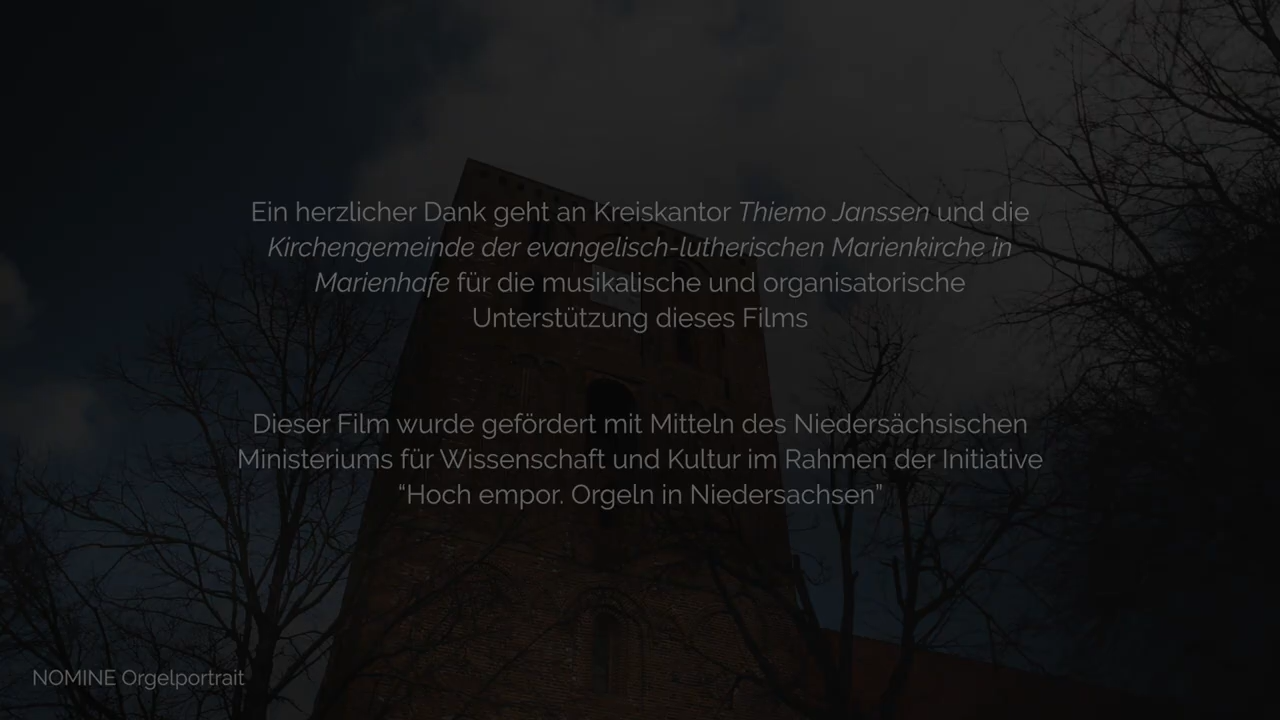 Ein herzlicher Dank geht an Kreiskantor Thiemo Janssen und die
Kirchengemeinde der evangelisch-lutherischen Marienkirche in
Marienhafe für die musikalische und organisatorische
Unterstützung dieses Films
Dieser Film wurde gefördert mit Mitteln des Niedersächsischen
Ministeriums für Wissenschaft und Kultur im Rahmen der Initiative
“Hoch empor. Orgeln in Niedersachsen”
NOMINE Orgelportrait